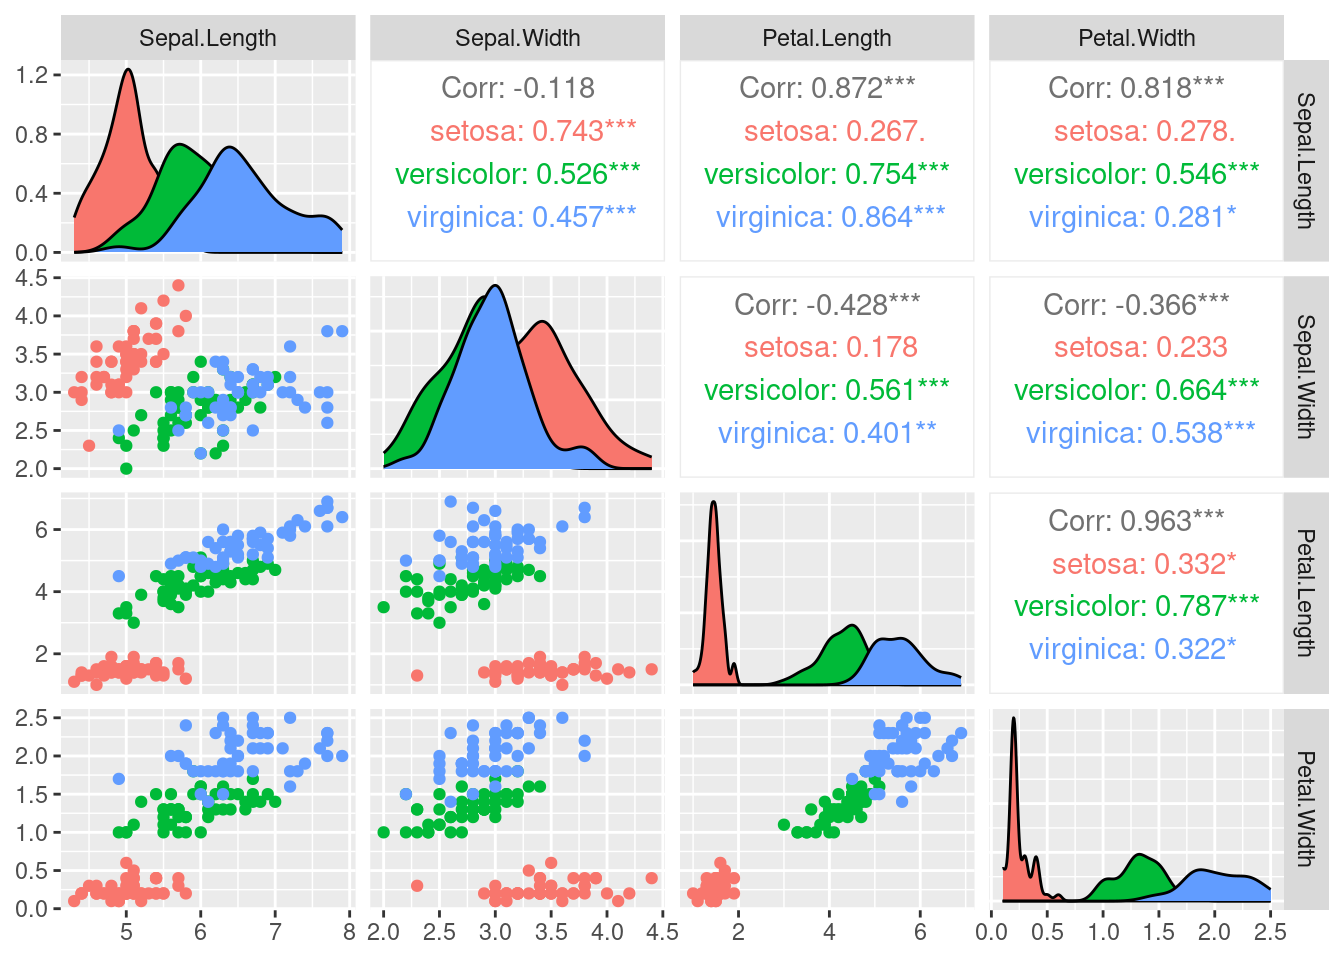 Sepal.Length
Sepal.Width
Petal.Length
Petal.Width
1.2
0.8
0.4
0.0
Corr: -0.118
setosa: 0.743***
versicolor: 0.526***
virginica: 0.457***
Corr: 0.872***
setosa: 0.267.
versicolor: 0.754***
virginica: 0.864***
Corr: 0.818***
setosa: 0.278.
versicolor: 0.546***
virginica: 0.281*
Sepal.Length
4.5
4.0
3.5
3.0
2.5
2.0
Corr: -0.428***
setosa: 0.178
versicolor: 0.561***
virginica: 0.401**
Corr: -0.366***
setosa: 0.233
versicolor: 0.664***
virginica: 0.538***
Sepal.Width
6
4
2
Corr: 0.963***
setosa: 0.332*
versicolor: 0.787***
virginica: 0.322*
Petal.Length
2.5
2.0
1.5
1.0
0.5
0.0
Petal.Width
5 6 7 8
2.0 2.5 3.0 3.5 4.0 4.5
2 4 6
0.0 0.5 1.0 1.5 2.0 2.5